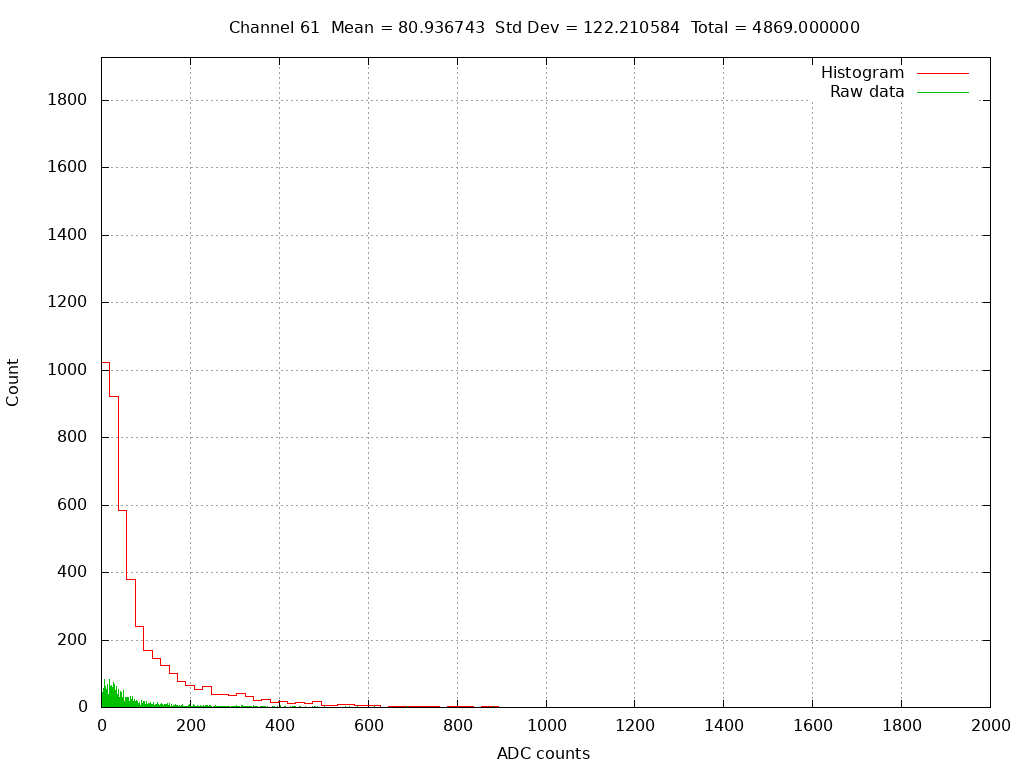 Channel 61  Mean = 80.936743  Std Dev = 122.210584  Total = 4869.000000
Histogram
Raw data
1800
1600
1400
1200
1000
800
600
400
200
0
Count
0 200 400 600 800 1000 1200 1400 1600 1800 2000
ADC counts